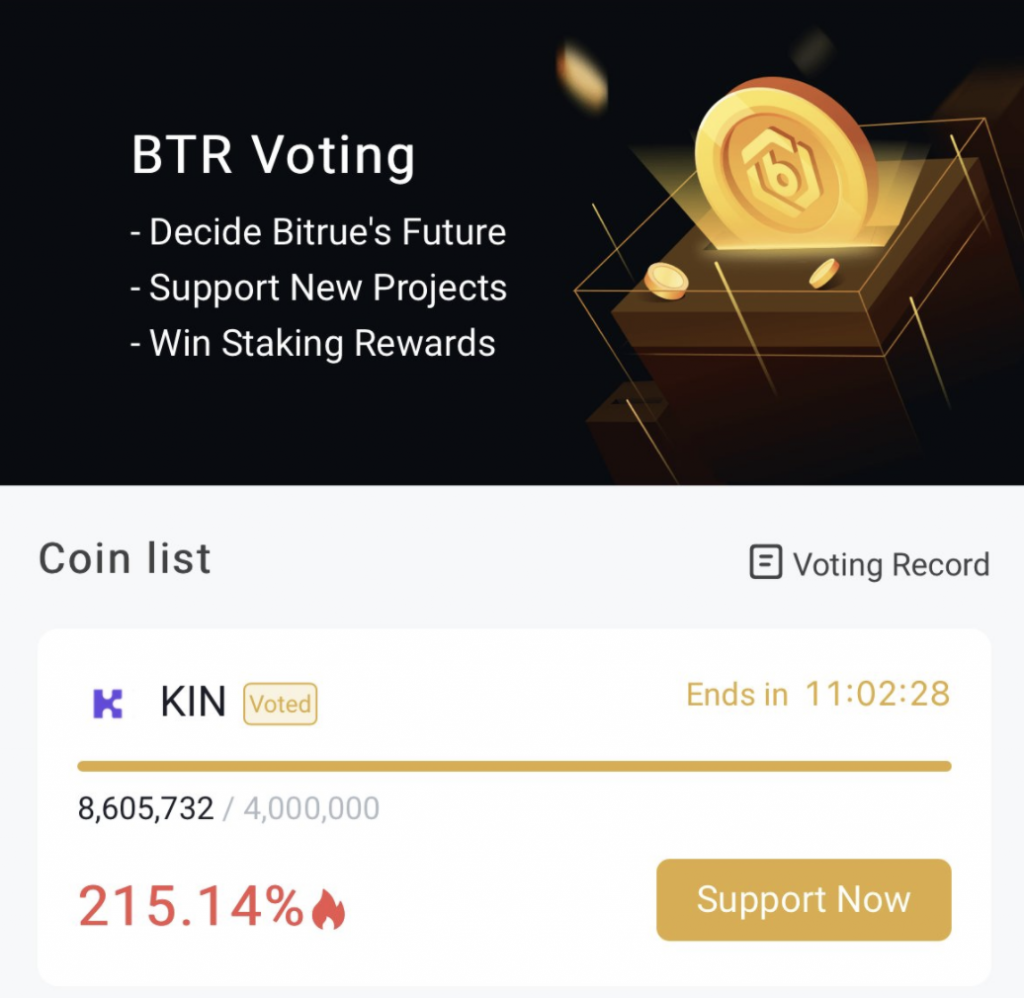 BTR Voting
- Decide Bitrue's Future
- Support New Projects
- Win Staking Rewards
Coin list
Voting Record
KIN Voted
Ends in 11:02:28
8,605,732 / 4,000,000
215.14%
Support Now